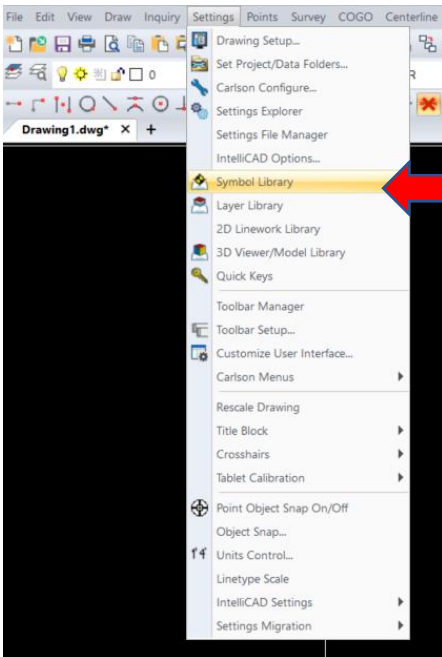 File Edit View Draw Inquiry Settings Points Survey COGO Centerline
0
Drawing1.dwg* X +
Drawing Setup...
Set Project/Data Folders...
Carlson Configure...
Settings Explorer
Settings File Manager
IntelliCAD Options...
Symbol Library
Layer Library
2D Linework Library
3D Viewer/Model Library
Quick Keys
Toolbar Manager
Toolbar Setup...
Customize User Interface...
Carlson Menus
Rescale Drawing
Title Block
Crosshairs
Tablet Calibration
Point Object Snap On/Off
Object Snap...
Units Control...
Linetype Scale
IntelliCAD Settings
Settings Migration